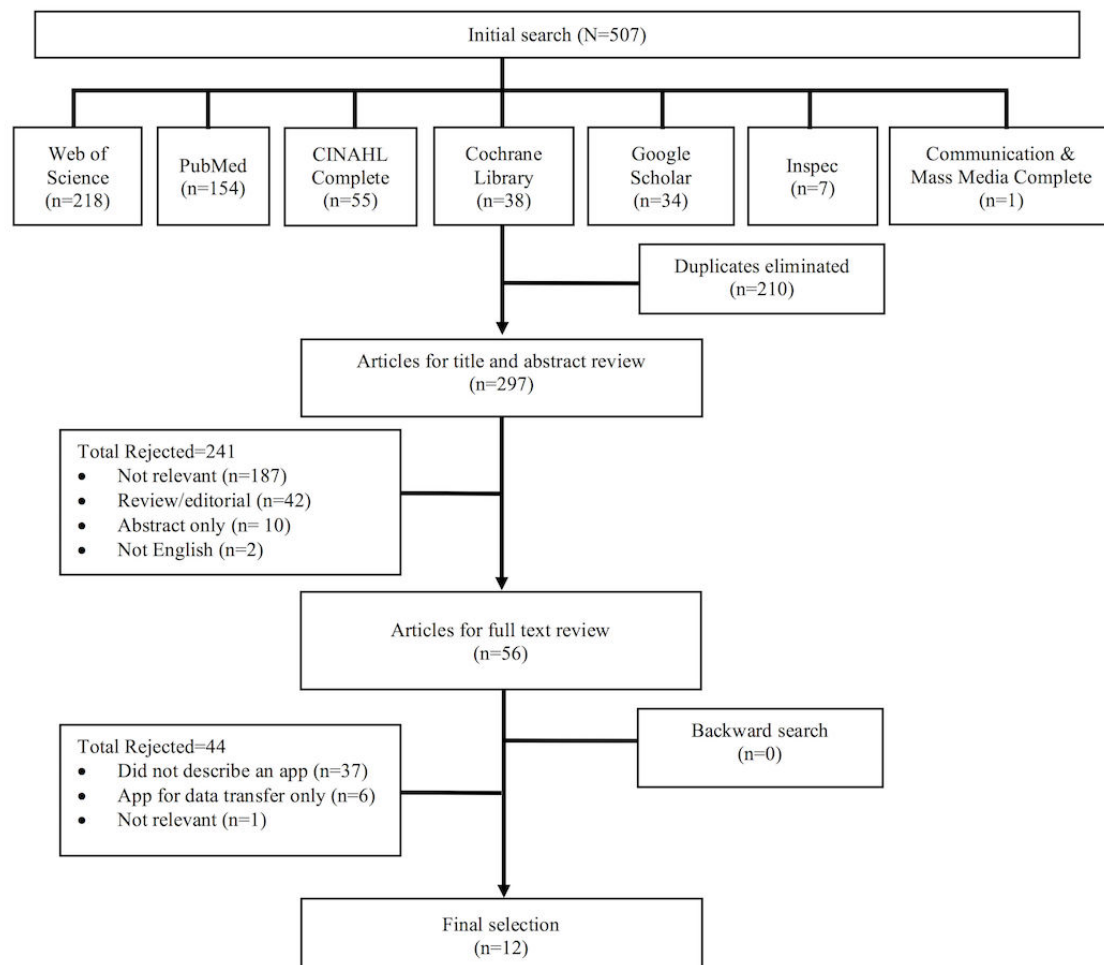 Initial search (N=507)
Web of
Science
(n=218)
PubMed
(n=154)
CINAHL
Complete
(n=55)
Cochrane
Library
(n=38)
Google
Scholar
(n=34)
Inspec
(n=7)
Communication &
Mass Media Complete
(n=1)
Duplicates eliminated
(n=210)
Articles for title and abstract review
(n=297)
Total Rejected=241
• Not relevant (n=187)
• Review/editorial (n=42)
• Abstract only (n= 10)
• Not English (n=2)
Articles for full text review
(n=56)
Backward search
(n=0)
Total Rejected=44
• Did not describe an app (n=37)
• App for data transfer only (n=6)
• Not relevant (n=1)
Final selection
(n=12)